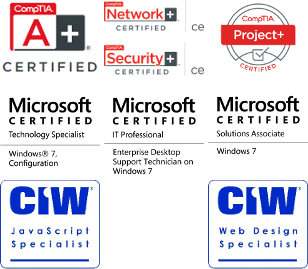 CompTIA
A+
CERTIFIED
CompTIA
Network+
CERTIFIED
ce
CompTIA
Security+
CERTIFIED
ce
CompTIA
Project+
CERTIFIED
Microsoft
CERTIFIED
Technology Specialist
Windows® 7,
Configuration
Microsoft
CERTIFIED
IT Professional
Enterprise Desktop
Support Technician on
Windows 7
Microsoft
CERTIFIED
Solutions Associate
Windows 7
CIW®
JavaScript
Specialist
CIW®
Web Design
Specialist